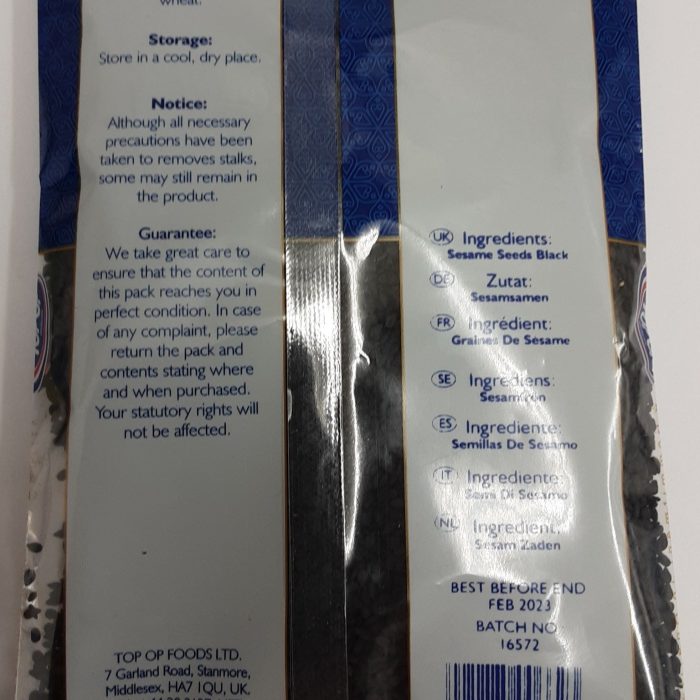 wheat.
Storage:
Store in a cool, dry place.
Notice:
Although all necessary
precautions have been
taken to removes stalks,
some may still remain in
the product.
Guarantee:
We take great care to
ensure that the content of
this pack reaches you in
perfect condition. In case
of any complaint, please
return the pack and
contents stating where
and when purchased.
Your statutory rights will
not be affected.
TOP OP FOODS LTD.
7 Garland Road, Stanmore,
Middlesex, HA7 1QU, UK.
UK Ingredients:
Sesame Seeds Black
DE Zutat:
Sesamsamen
FR Ingrédient:
Graines De Sesame
SE Ingrediens:
ES Ingrediente:
Semillas De Sesamo
IT Ingrediente:
Semi Di Sesamo
NL Ingredient:
Sesam Zaden
BEST BEFORE END
FEB 2023
BATCH NO.
16572